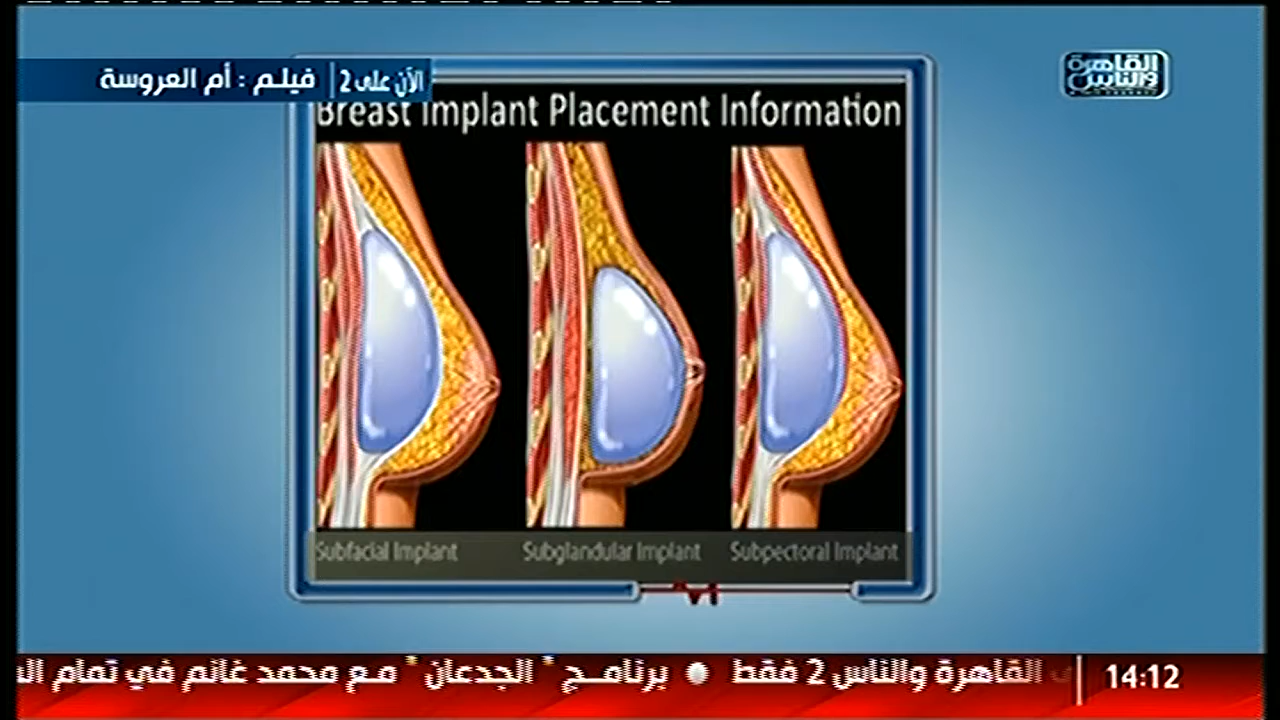 الآن على 2 | فيلم : أم العروسة
القاهرة
والناس
Breast Implant Placement Information
Subfacial Implant
Subglandular Implant
Subpectoral Implant
القاهرة والناس 2 فقط ● برنامج "الجدعان" مع محمد غانم في تمام
14:12